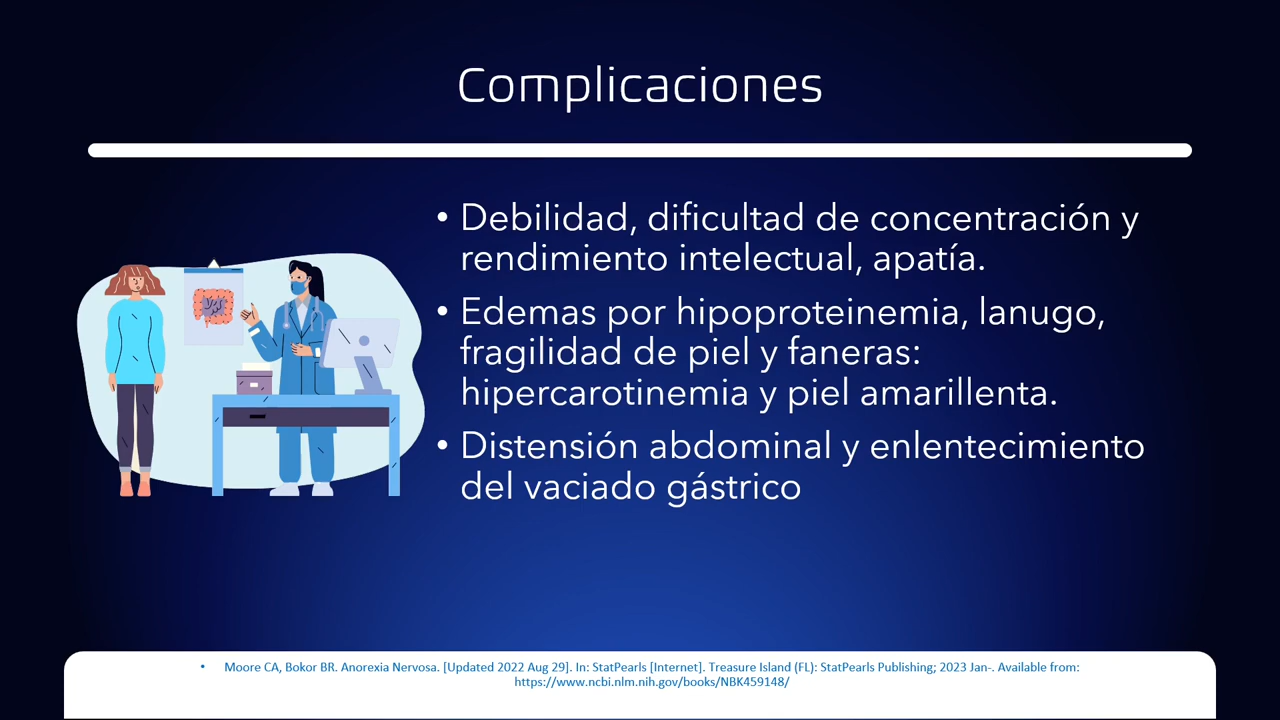 Complicaciones
• Debilidad, dificultad de concentración y
rendimiento intelectual, apatía.
• Edemas por hipoproteinemia, lanugo,
fragilidad de piel y faneras:
hipercarotinemia y piel amarillenta.
• Distensión abdominal y enlentecimiento
del vaciado gástrico
• Moore CA, Bokor BR. Anorexia Nervosa. [Updated 2022 Aug 29]. In: StatPearls [Internet]. Treasure Island (FL): StatPearls Publishing; 2023 Jan-. Available from:
https://www.ncbi.nlm.nih.gov/books/NBK459148/